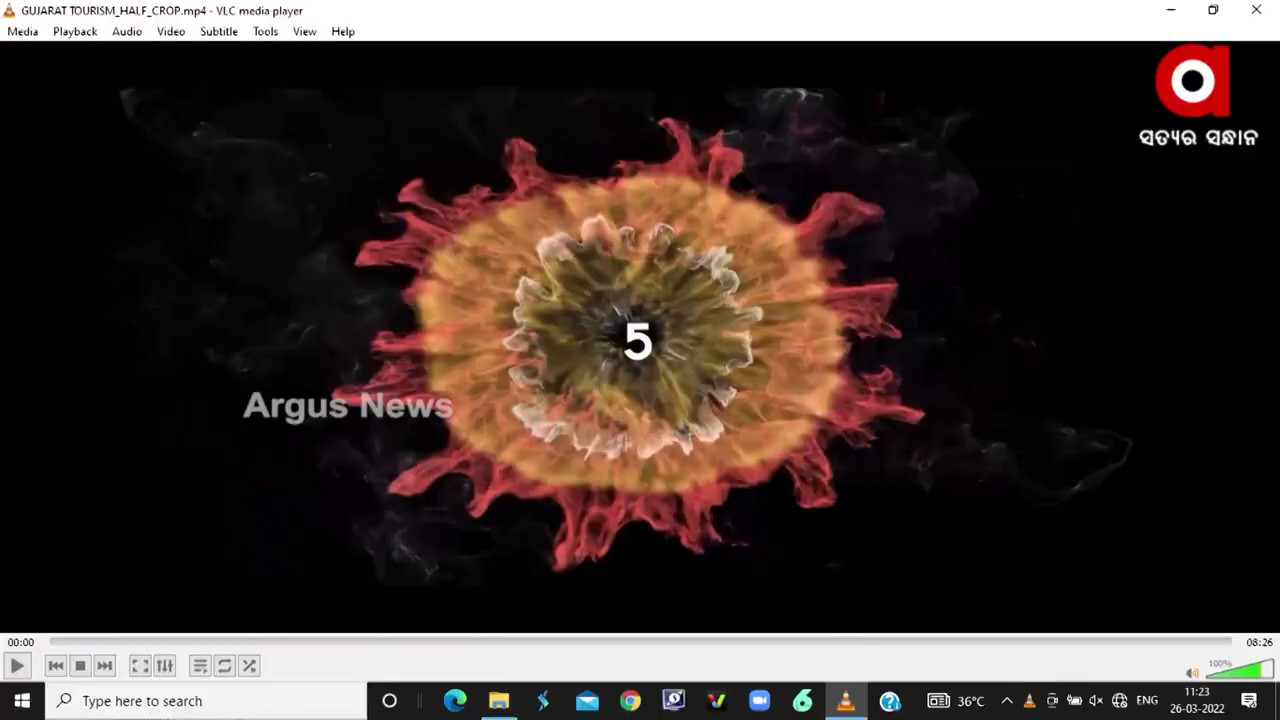 GUJARAT TOURISM_HALF_CROP.mp4 - VLC media player
Media Playback Audio Video Subtitle Tools View Help
ସତ୍ୟର ସନ୍ଧାନ
5
Argus News
00:00
08:26
100%
Type here to search
36°C
ENG
11:23
26-03-2022